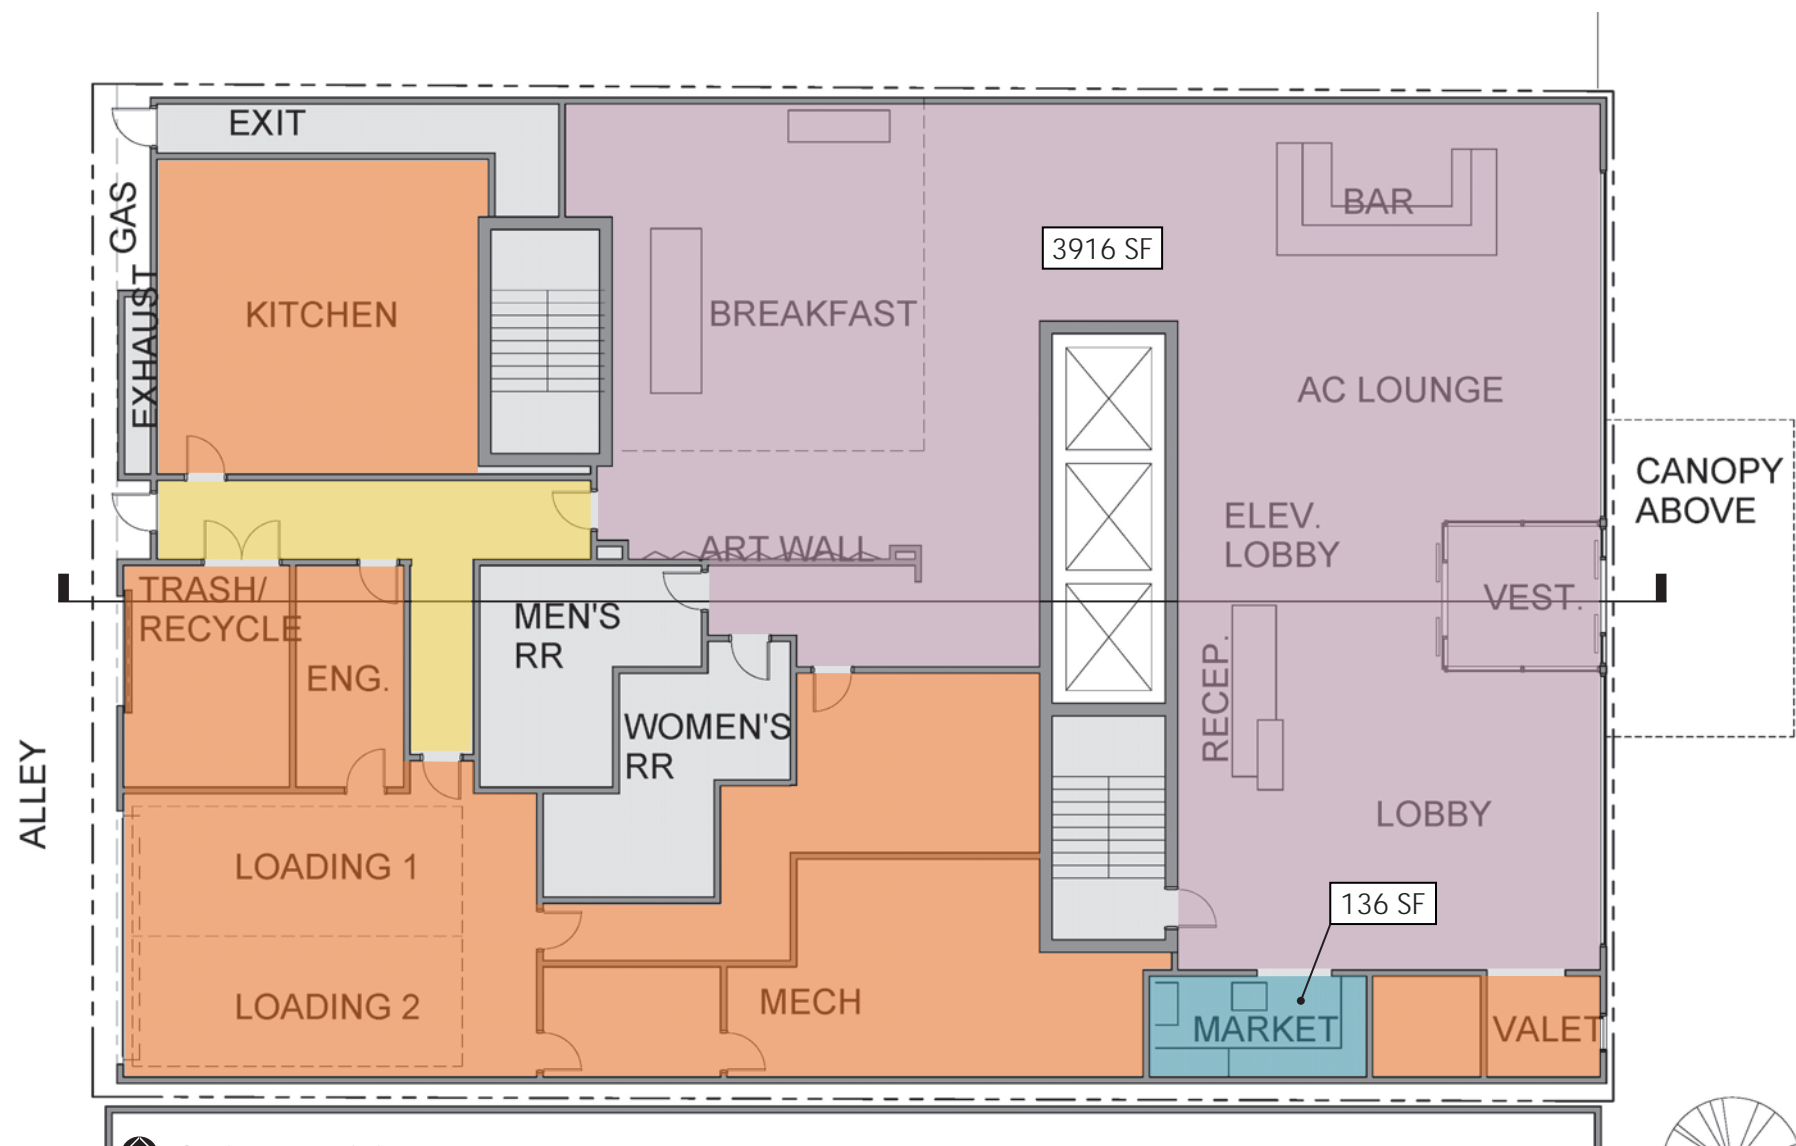 EXIT
GAS
EXHAUST
KITCHEN
BREAKFAST
3916 SF
BAR
AC LOUNGE
CANOPY
ABOVE
ELEV.
LOBBY
ART WALL
TRASH/
RECYCLE
ENG.
MEN'S
RR
VEST.
RECEP.
WOMEN'S
RR
ALLEY
LOBBY
LOADING 1
136 SF
LOADING 2
MECH
MARKET
VALET